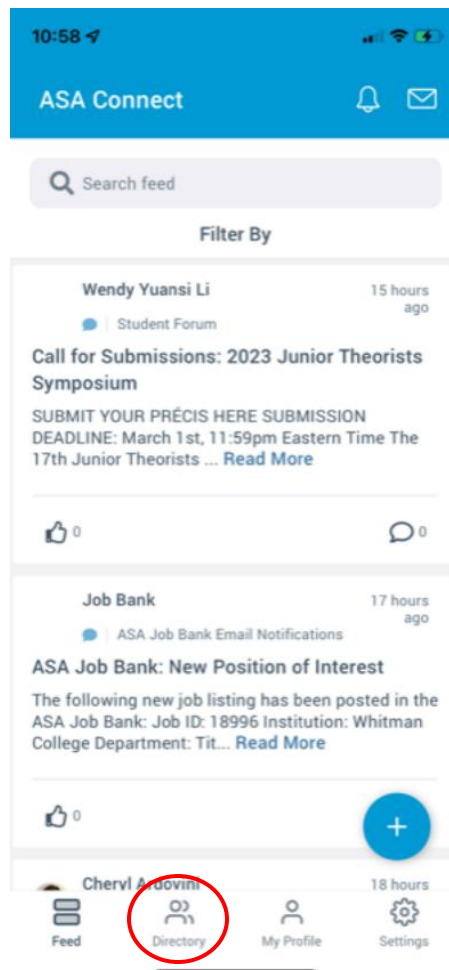 10:58
ASA Connect
Search feed
Filter By
Wendy Yuansi Li
15 hours
ago
Student Forum
Call for Submissions: 2023 Junior Theorists
Symposium
SUBMIT YOUR PRÉCIS HERE SUBMISSION
DEADLINE: March 1st, 11:59pm Eastern Time The
17th Junior Theorists ... Read More
0
0
Job Bank
17 hours
ago
ASA Job Bank Email Notifications
ASA Job Bank: New Position of Interest
The following new job listing has been posted in the
ASA Job Bank: Job ID: 18996 Institution: Whitman
College Department: Tit... Read More
0
+
Cheryl Ardovini
18 hours
Feed
Directory
My Profile
Settings